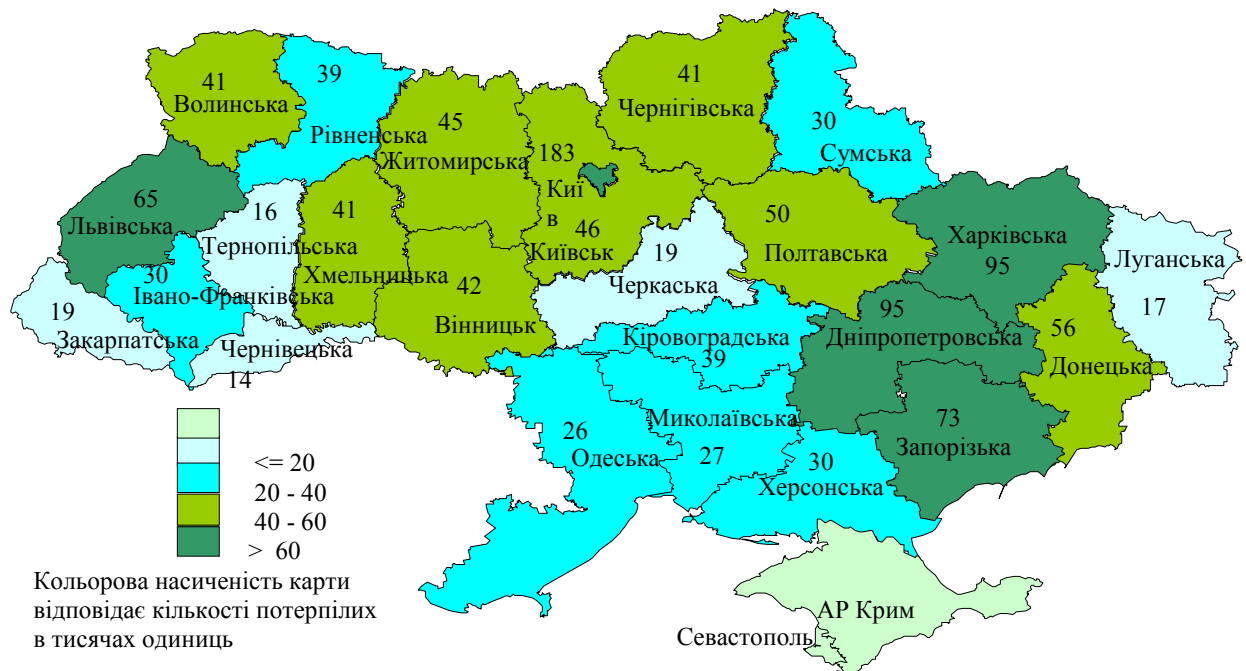 41
Волинська
39
Рівненська
45
Житомирська
183
Киї
в
46
Київськ
41
Чернігівська
30
Сумська
65
Львівська
16
Тернопільська
41
Хмельницька
30
Івано-Франківська
19
Закарпатська
Чернівецька
14
42
Вінницьк
19
Черкаська
50
Полтавська
Харківська
95
Луганська
17
Кіровоградська
39
95
Дніпропетровська
56
Донецька
26
Одеська
Миколаївська
27
30
Херсонська
73
Запорізька
АР Крим
Севастополь
<= 20
20 - 40
40 - 60
> 60
Кольорова насиченість карти
відповідає кількості потерпілих
в тисячах одиниць